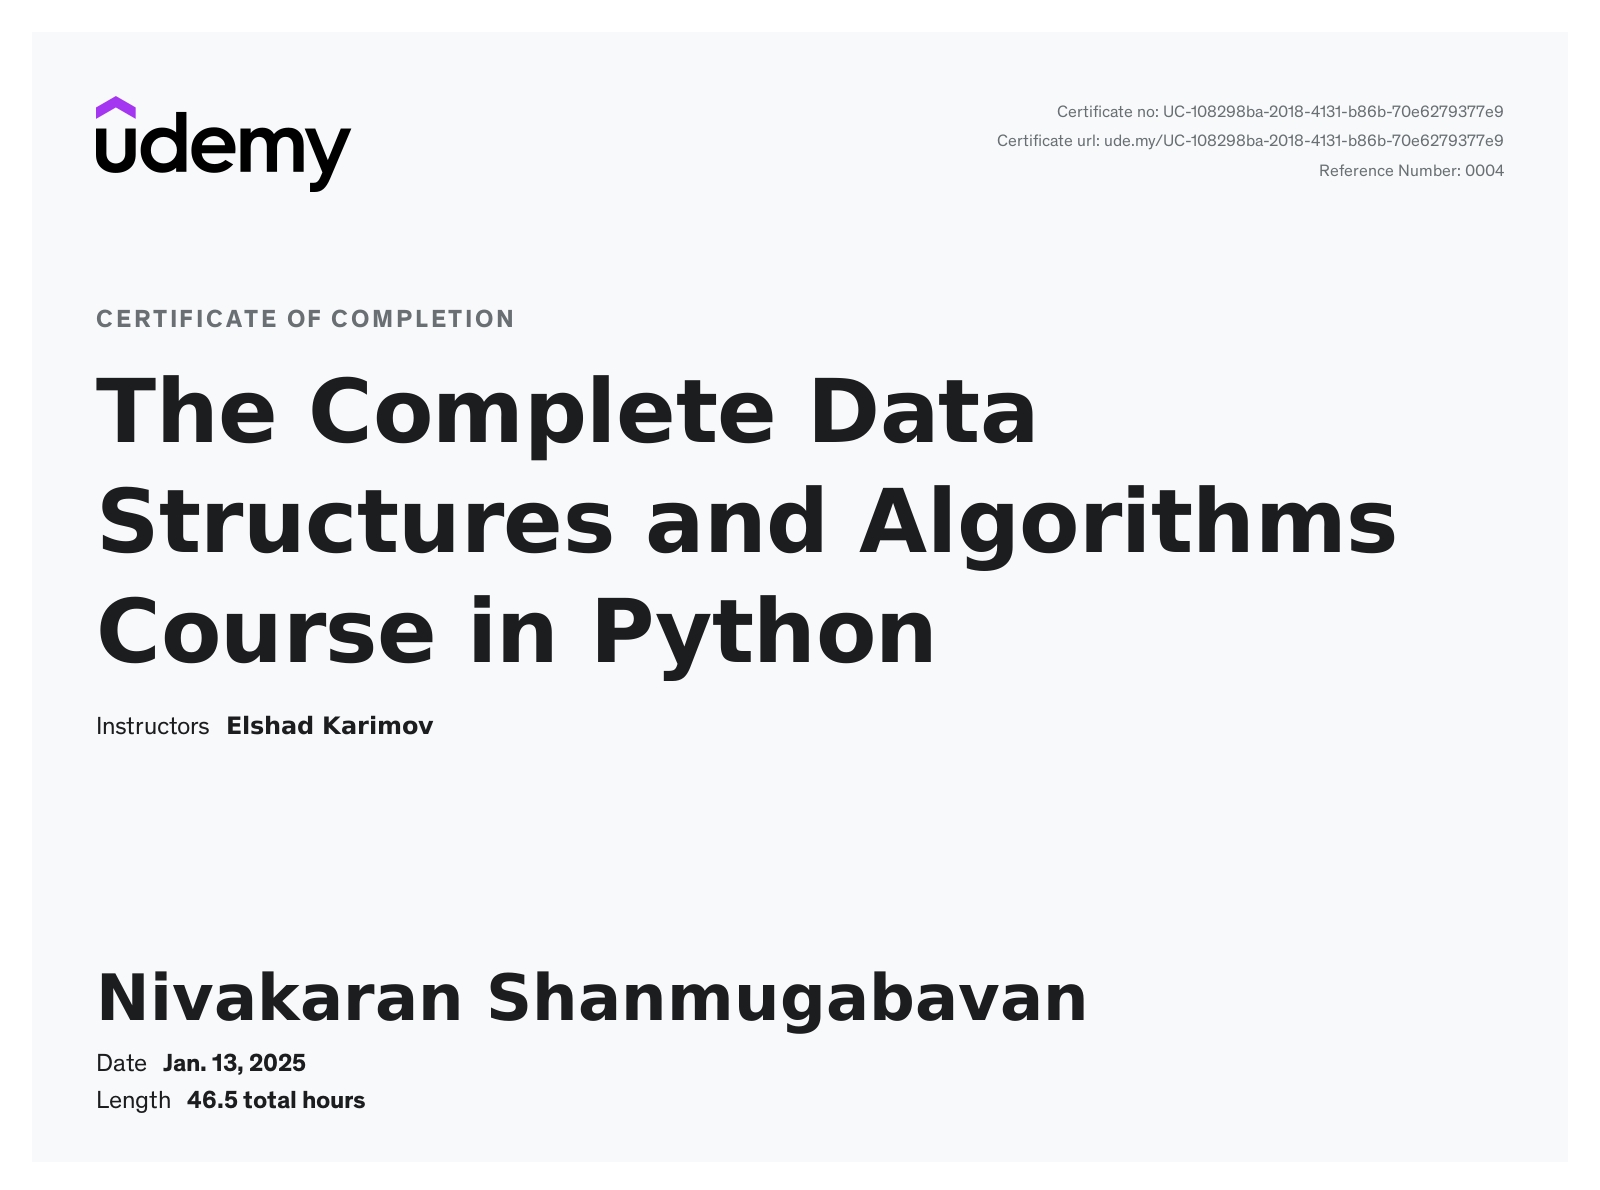 udemy
Certificate no: UC-108298ba-2018-4131-b86b-70e6279377e9
Certificate url: ude.my/UC-108298ba-2018-4131-b86b-70e6279377e9
Reference Number: 0004
CERTIFICATE OF COMPLETION
The Complete Data
Structures and Algorithms
Course in Python
Instructors Elshad Karimov
Nivakaran Shanmugabavan
Date Jan. 13, 2025
Length 46.5 total hours